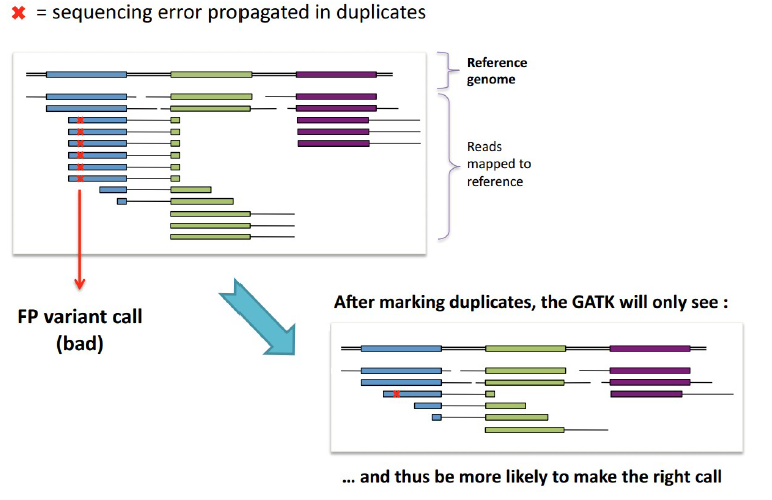 ✖ = sequencing error propagated in duplicates
Reference
genome
Reads
mapped to
reference
FP variant call
(bad)
After marking duplicates, the GATK will only see :
... and thus be more likely to make the right call